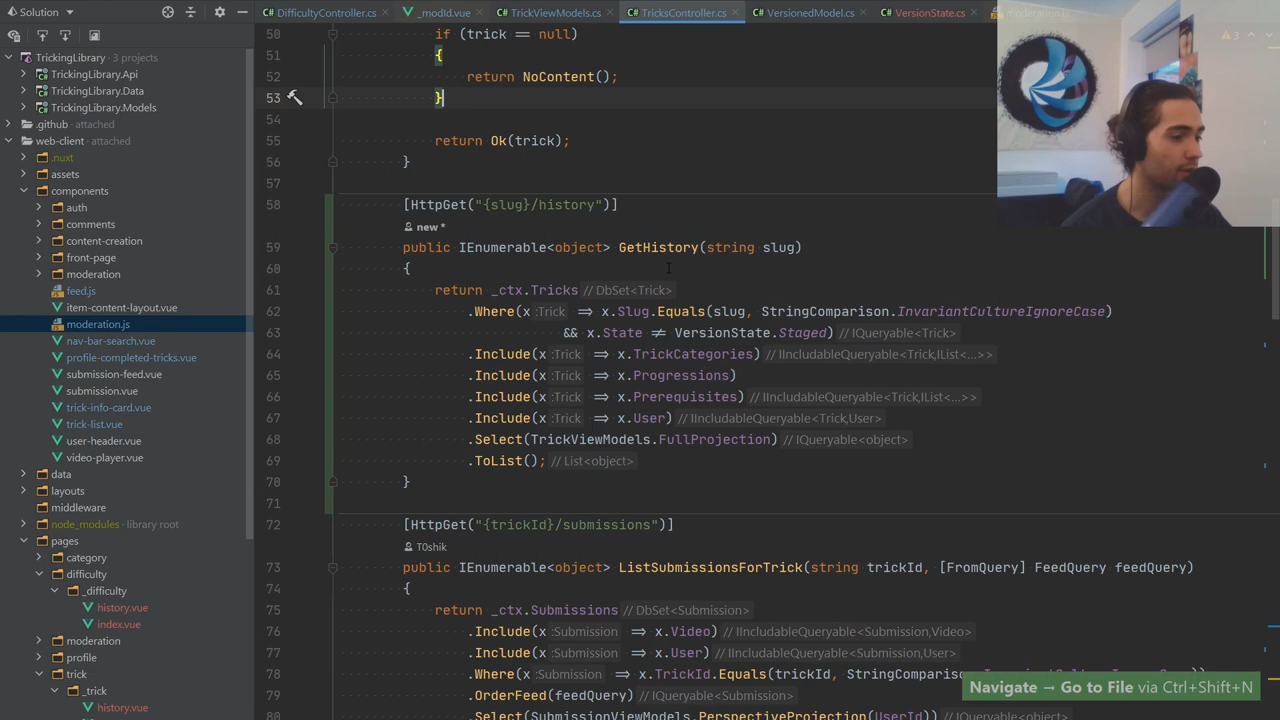 Solution
DifficultyController.cs
_modId.vue
TrickViewModels.cs
TricksController.cs
VersionedModel.cs
VersionState.cs
moderation.js
TrickingLibrary · 3 projects
TrickingLibrary.Api
TrickingLibrary.Data
TrickingLibrary.Models
.github attached
web-client attached
.nuxt
assets
components
auth
comments
content-creation
front-page
moderation
feed.js
item-content-layout.vue
moderation.js
nav-bar-search.vue
profile-completed-tricks.vue
submission-feed.vue
submission.vue
trick-info-card.vue
trick-list.vue
user-header.vue
video-player.vue
data
layouts
middleware
node_modules library root
pages
category
difficulty
_difficulty
history.vue
index.vue
moderation
profile
trick
_trick
history.vue
50 if (trick == null)
51 {
52 return NoContent();
53 }
54
55 return Ok(trick);
56 }
57
58 [HttpGet("{slug}/history")]
new *
59 public IEnumerable<object> GetHistory(string slug)
60 {
61 return _ctx.Tricks // DbSet<Trick>
62 .Where(x :Trick => x.Slug.Equals(slug, StringComparison.InvariantCultureIgnoreCase)
63 && x.State ≠ VersionState.Staged) // IQueryable<Trick>
64 .Include(x :Trick => x.TrickCategories) // IIncludableQueryable<Trick,IList<...>>
65 .Include(x :Trick => x.Progressions)
66 .Include(x :Trick => x.Prerequisites) // IIncludableQueryable<Trick,IList<...>>
67 .Include(x :Trick => x.User) // IIncludableQueryable<Trick,User>
68 .Select(TrickViewModels.FullProjection) // IQueryable<object>
69 .ToList(); // List<object>
70 }
71
72 [HttpGet("{trickId}/submissions")]
T0shik
73 public IEnumerable<object> ListSubmissionsForTrick(string trickId, [FromQuery] FeedQuery feedQuery)
74 {
75 return _ctx.Submissions // DbSet<Submission>
76 .Include(x :Submission => x.Video) // IIncludableQueryable<Submission,Video>
77 .Include(x :Submission => x.User) // IIncludableQueryable<Submission,User>
78 .Where(x :Submission => x.TrickId.Equals(trickId, StringComparison
79 .OrderFeed(feedQuery) // IQueryable<Submission>
.Select(SubmissionViewModels.PerspectiveProjection(UserId))
3
Navigate → Go to File via Ctrl+Shift+N